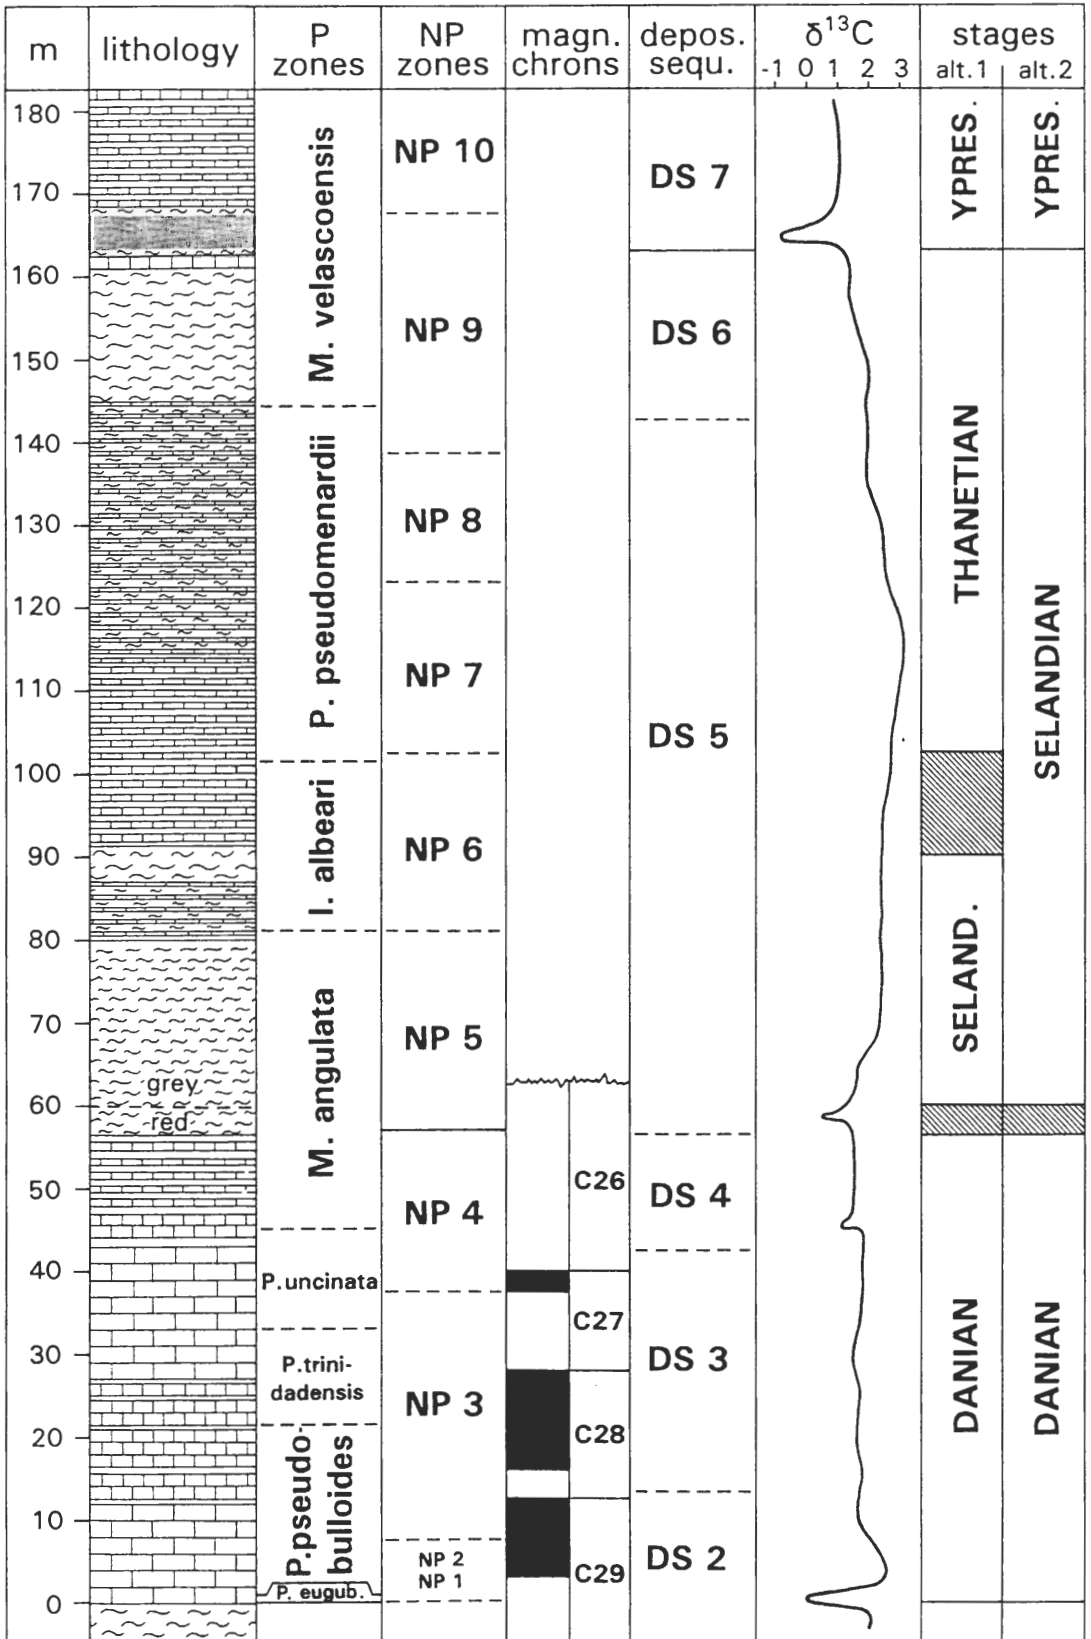 m
lithology
P
zones
NP
zones
magn.
chrons
depos.
sequ.
δ13C
-1 0 1 2 3
stages
alt.1
alt.2
180
170
160
150
140
130
120
110
100
90
80
70
60
50
40
30
20
10
0
grey
red
M. velascoensis
P. pseudomenardii
I. albeari
M. angulata
P.uncinata
P.trini-
dadensis
P.pseudo-
bulloides
P. eugub.
NP 10
NP 9
NP 8
NP 7
NP 6
NP 5
NP 4
NP 3
NP 2
NP 1
C26
C27
C28
C29
DS 7
DS 6
DS 5
DS 4
DS 3
DS 2
YPRES.
THANETIAN
SELAND.
DANIAN
YPRES.
SELANDIAN
DANIAN